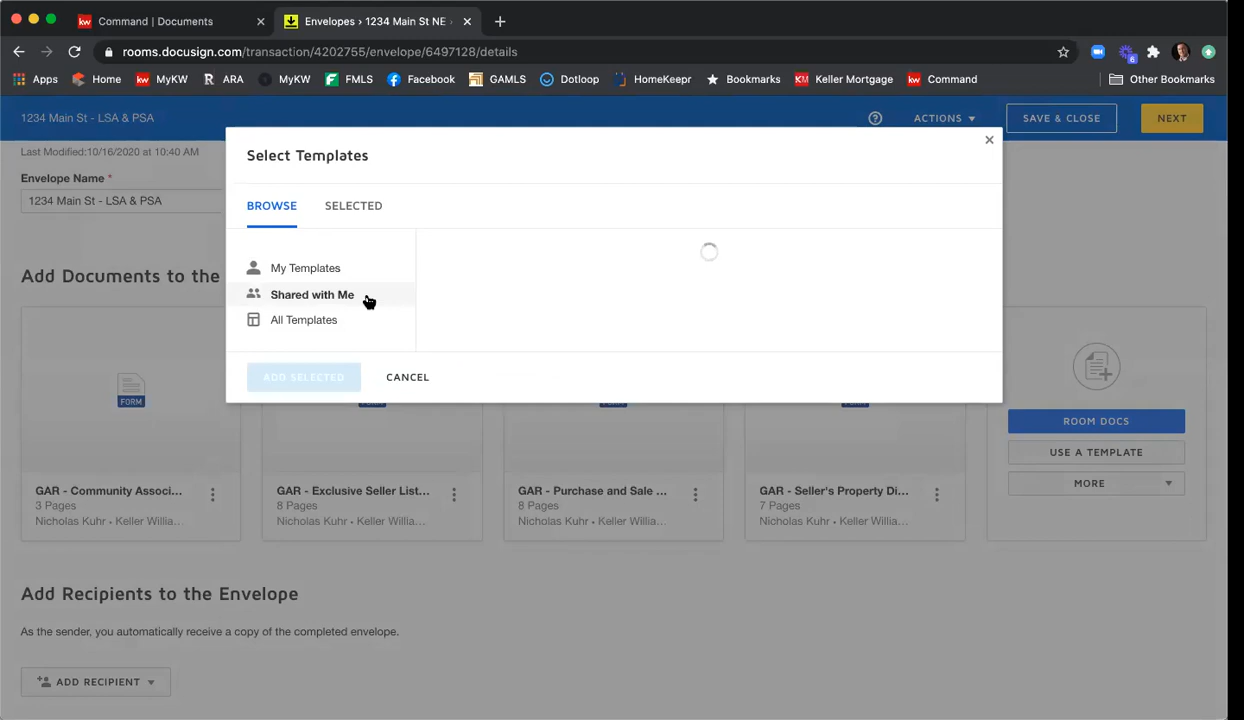 Command | Documents
Envelopes › 1234 Main St NE
rooms.docusign.com/transaction/4202755/envelope/6497128/details
Apps
Home
kw MyKW
R ARA
MyKW
FMLS
Facebook
GAMLS
Dotloop
HomeKeepr
Bookmarks
KM Keller Mortgage
kw Command
Other Bookmarks
1234 Main St - LSA & PSA
ACTIONS
SAVE & CLOSE
NEXT
Last Modified:10/16/2020 at 10:40 AM
Envelope Name *
1234 Main St - LSA & PSA
Select Templates
BROWSE
SELECTED
My Templates
Shared with Me
All Templates
ADD SELECTED
CANCEL
Add Documents to the
FORM
ROOM DOCS
USE A TEMPLATE
MORE
GAR - Community Associ...
3 Pages
Nicholas Kuhr • Keller Willia...
GAR - Exclusive Seller List...
8 Pages
Nicholas Kuhr • Keller Willia...
GAR - Purchase and Sale ...
8 Pages
Nicholas Kuhr • Keller Willia...
GAR - Seller's Property Di...
7 Pages
Nicholas Kuhr • Keller Willia...
Add Recipients to the Envelope
As the sender, you automatically receive a copy of the completed envelope.
ADD RECIPIENT